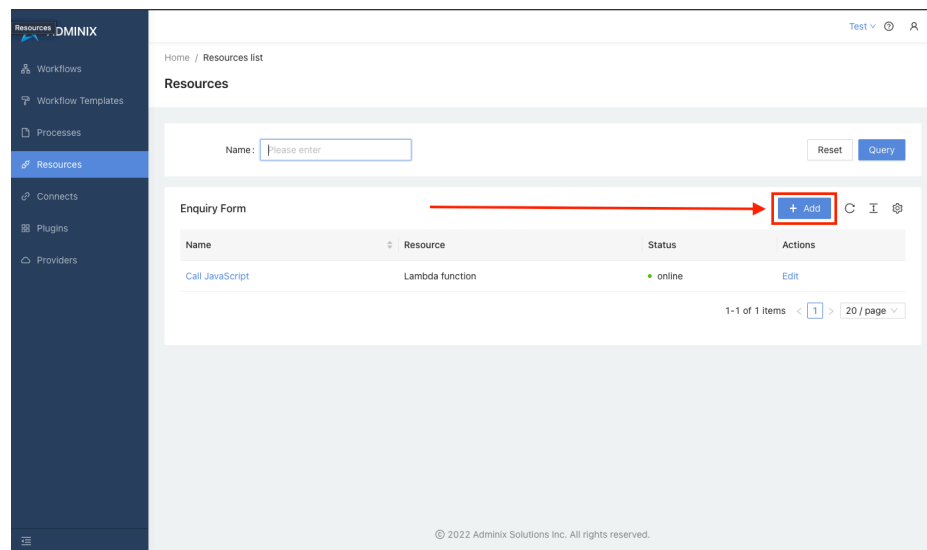 Resources
DMINIX
Test
Workflows
Workflow Templates
Processes
Resources
Connects
Plugins
Providers
Home / Resources list
Resources
Name: Please enter
Reset Query
Enquiry Form
+ Add
Name Resource Status Actions
Call JavaScript Lambda function online Edit
1-1 of 1 items < 1 > 20 / page
© 2022 Adminix Solutions Inc. All rights reserved.